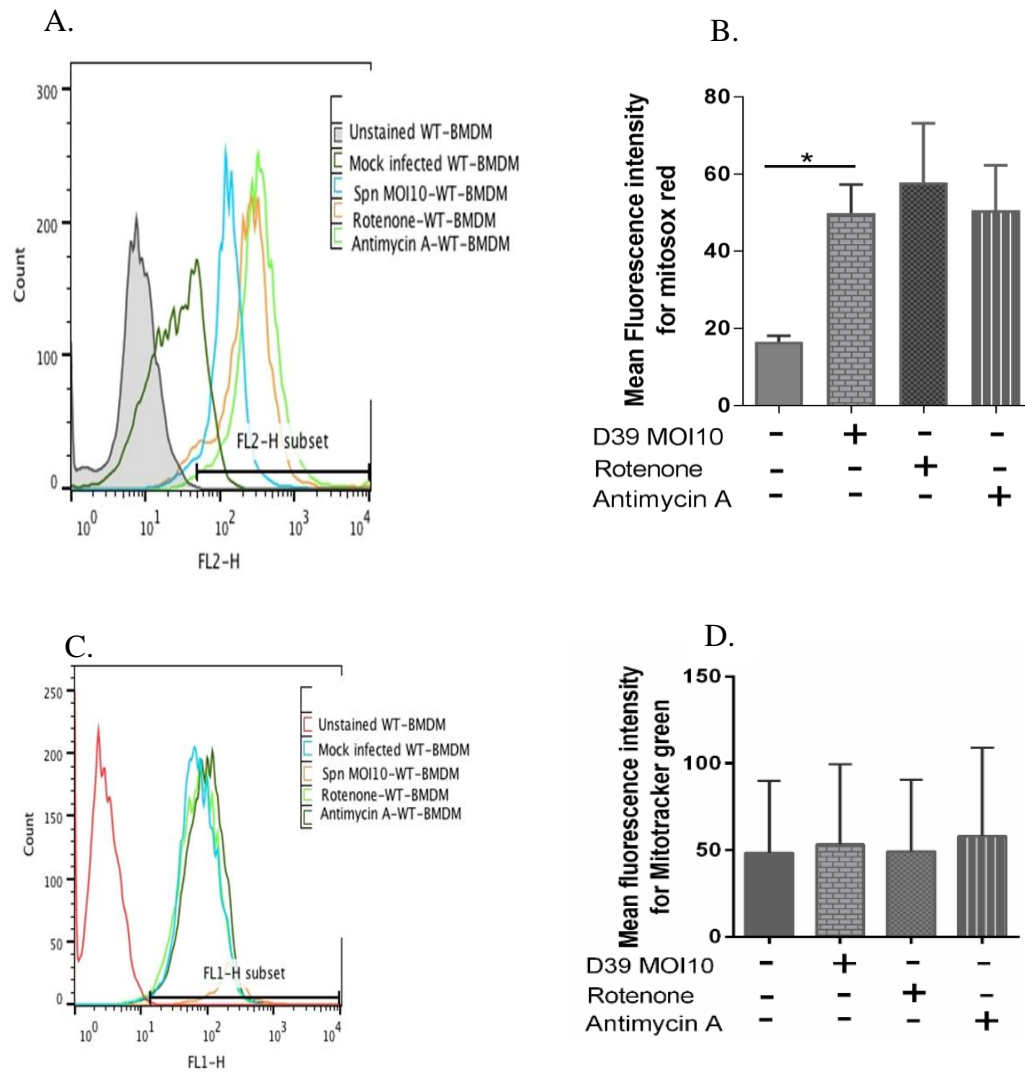 A.
300
200
100
0
Count
10^0 10^1 10^2 10^3 10^4
FL2-H
FL2-H subset
Unstained WT-BMDM
Mock infected WT-BMDM
Spn MOI10-WT-BMDM
Rotenone-WT-BMDM
Antimycin A-WT-BMDM
B.
Mean Fluorescence intensity
for mitosox red
80
60
40
20
0
*
D39 MOI10 - + - -
Rotenone - - + -
Antimycin A - - - +
C.
250
200
150
100
50
0
Count
10^0 10^1 10^2 10^3 10^4
FL1-H
FL1-H subset
Unstained WT-BMDM
Mock infected WT-BMDM
Spn MOI10-WT-BMDM
Rotenone-WT-BMDM
Antimycin A-WT-BMDM
D.
Mean fluorescence intensity
for Mitotracker green
150
100
50
0
D39 MOI10 - + - -
Rotenone - - + -
Antimycin A - - - +